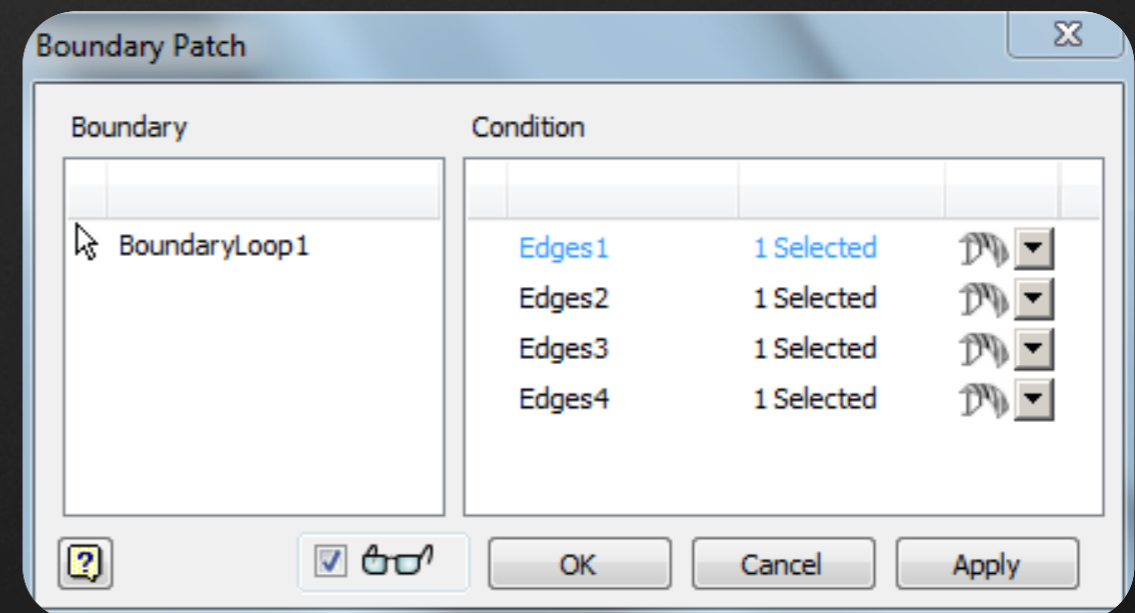 Boundary Patch
Boundary
Condition
BoundaryLoop1
Edges1 1 Selected
Edges2 1 Selected
Edges3 1 Selected
Edges4 1 Selected
?
OK
Cancel
Apply